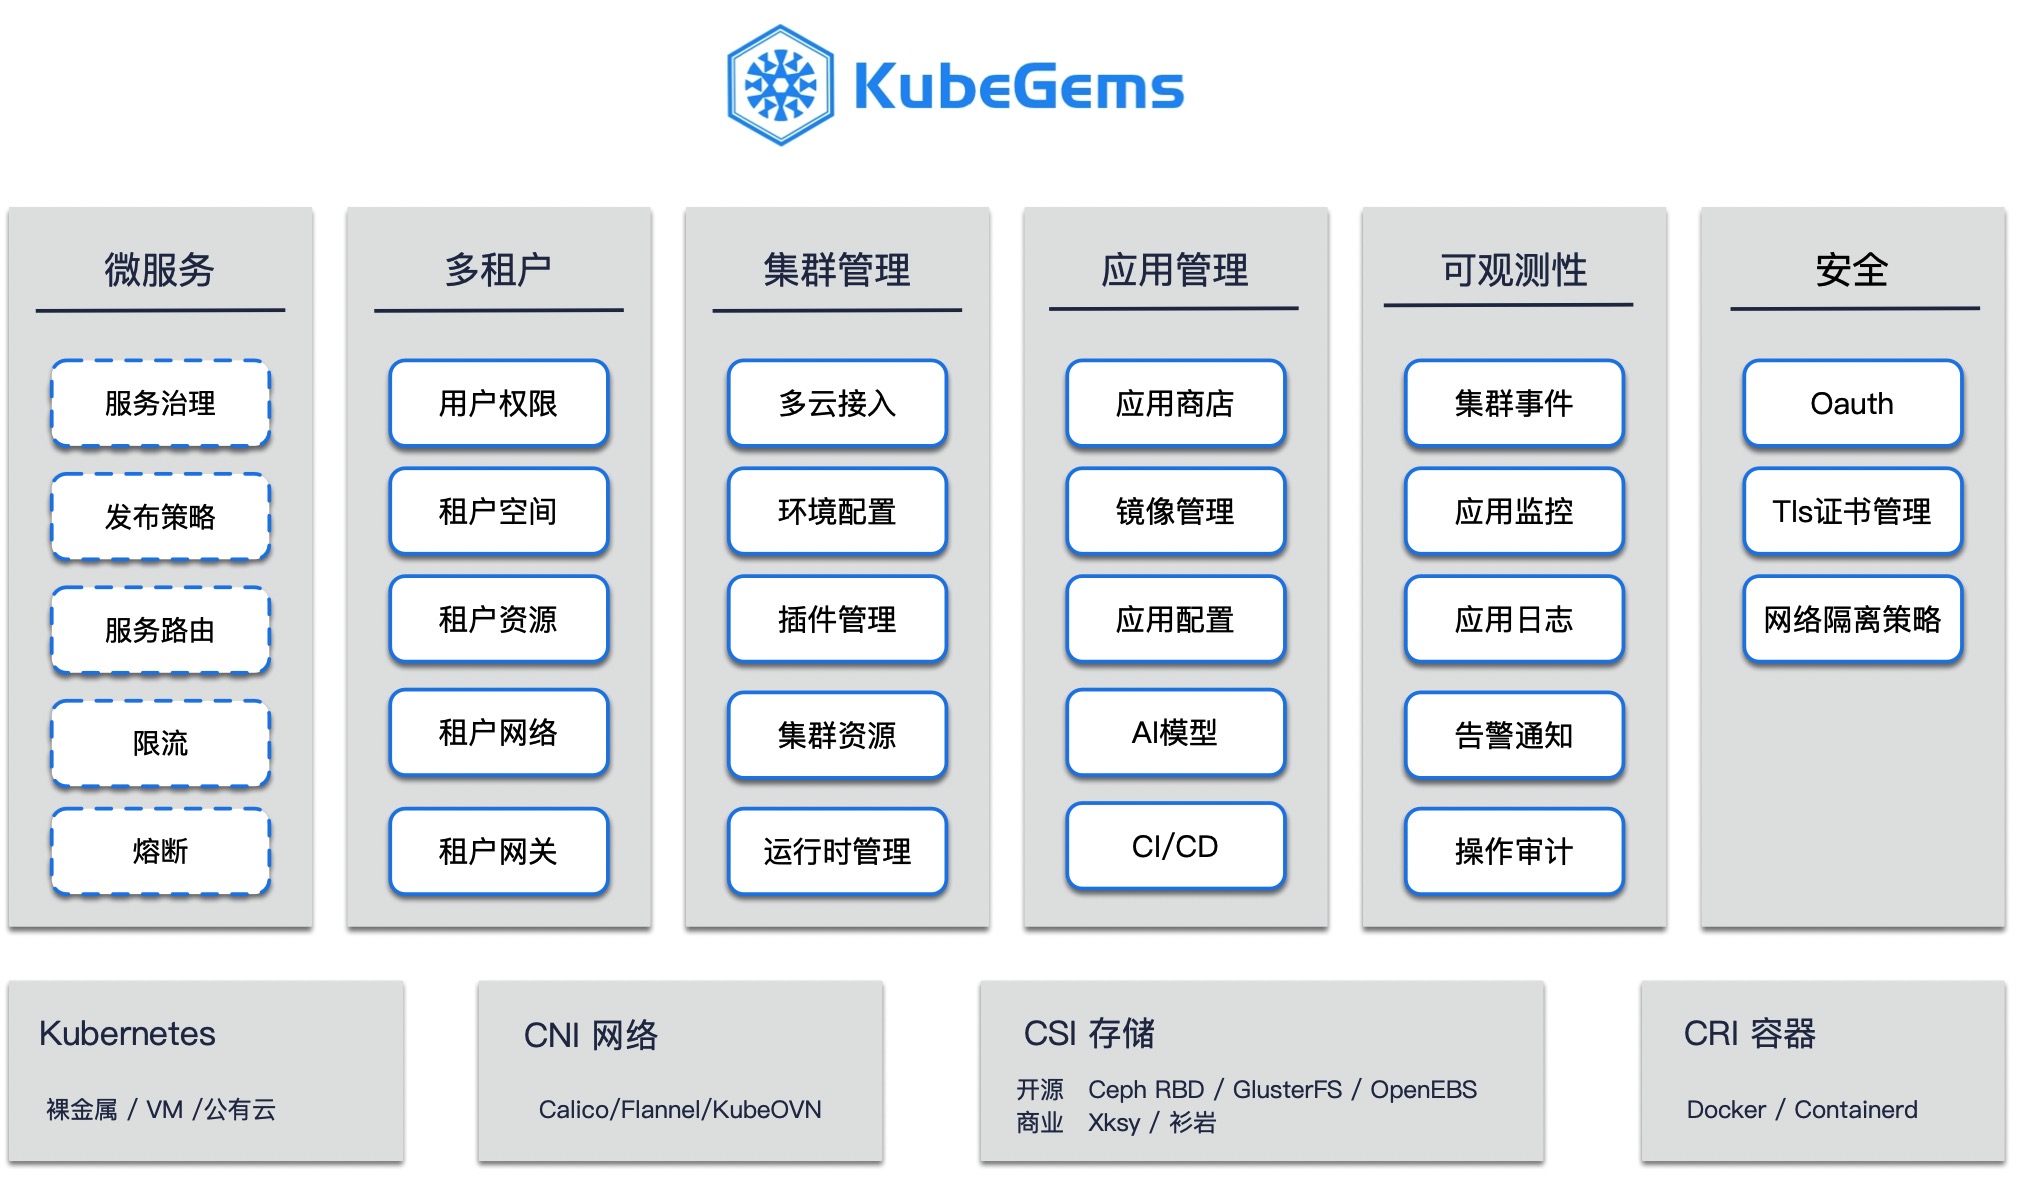 KubeGems
微服务
服务治理
发布策略
服务路由
限流
熔断
多租户
用户权限
租户空间
租户资源
租户网络
租户网关
集群管理
多云接入
环境配置
插件管理
集群资源
运行时管理
应用管理
应用商店
镜像管理
应用配置
AI模型
CI/CD
可观测性
集群事件
应用监控
应用日志
告警通知
操作审计
安全
Oauth
Tls证书管理
网络隔离策略
Kubernetes
裸金属 / VM /公有云
CNI 网络
Calico/Flannel/KubeOVN
CSI 存储
开源 Ceph RBD / GlusterFS / OpenEBS
商业 Xksy / 衫岩
CRI 容器
Docker / Containerd